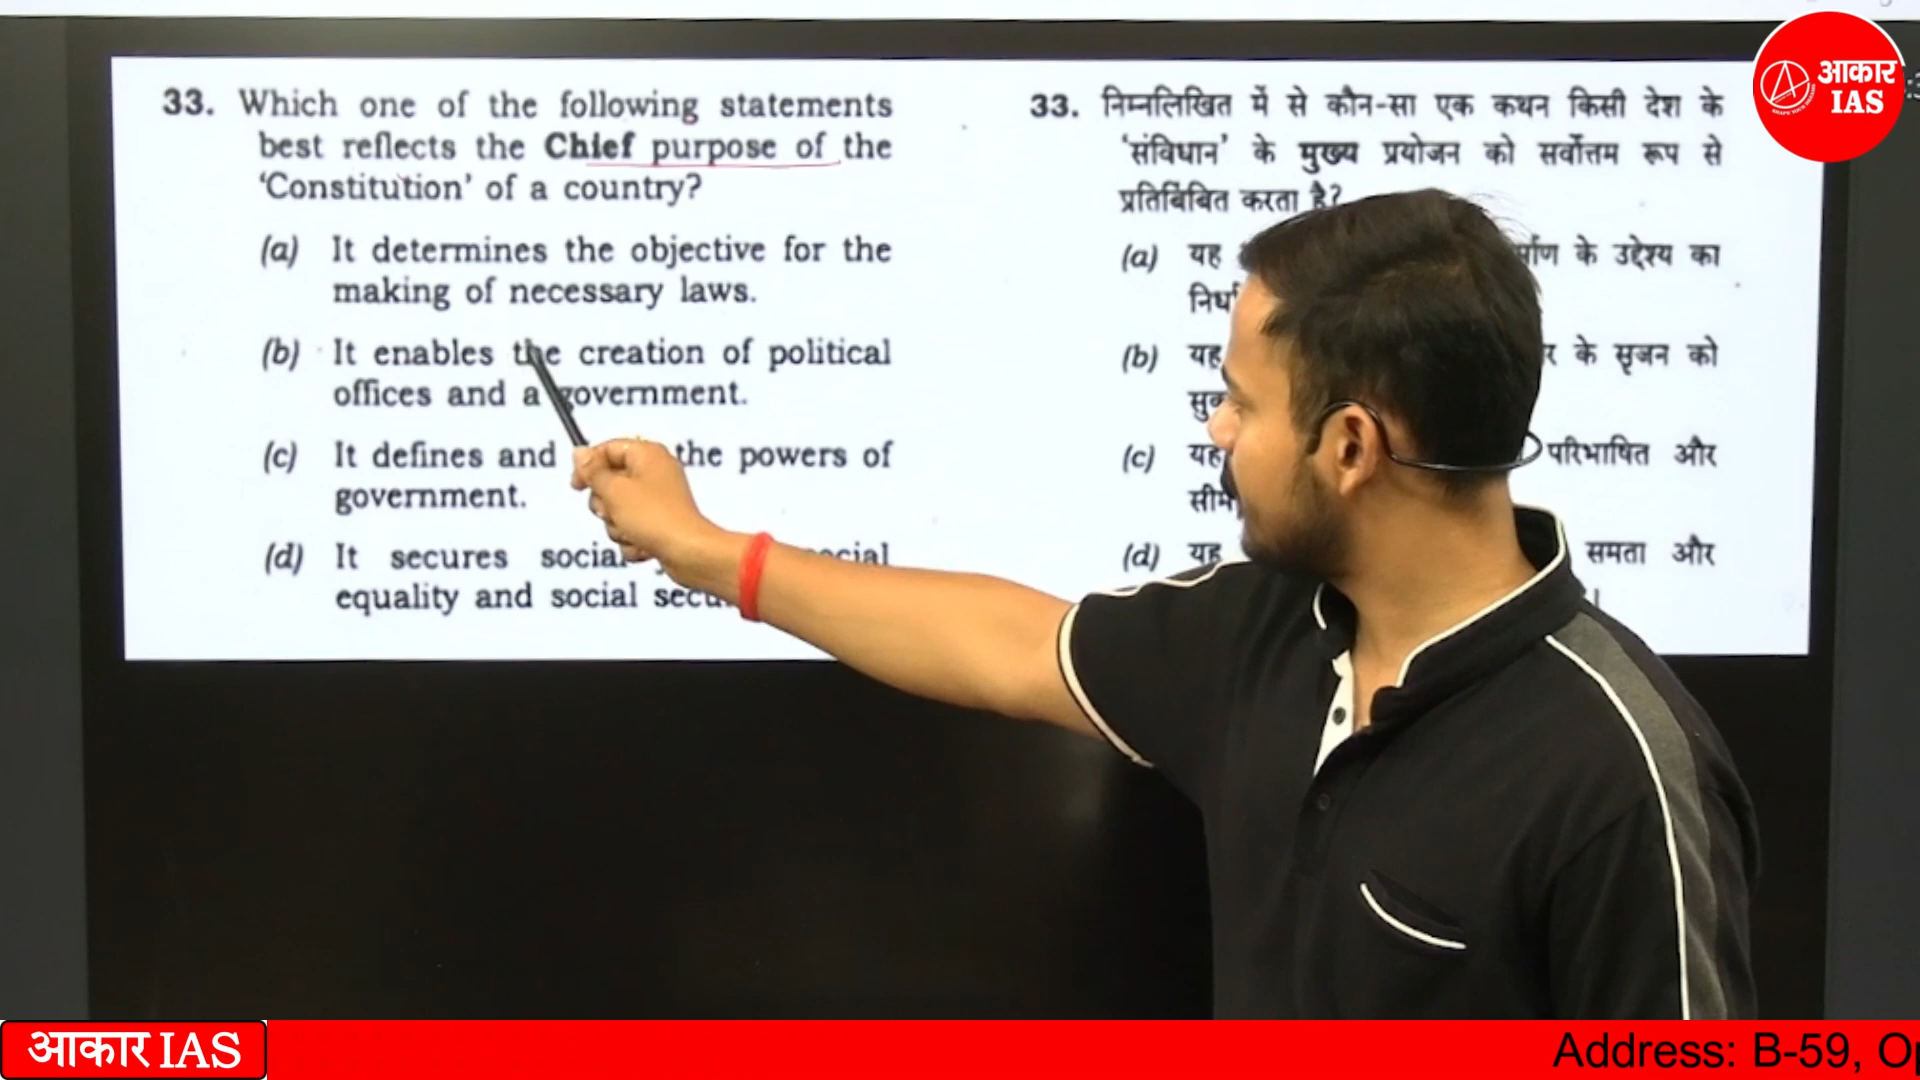 33. Which one of the following statements
best reflects the Chief purpose of the
‘Constitution’ of a country?
(a) It determines the objective for the
making of necessary laws.
(b) It enables the creation of political
offices and a government.
(c) It defines and the powers of
government.
(d) It secures social
equality and social
33. निम्नलिखित में से कौन-सा एक कथन किसी देश के
‘संविधान’ के मुख्य प्रयोजन को सर्वोत्तम रूप से
प्रतिबिंबित करता है?
(a) यह के उद्देश्य का
(b) यह के सृजन को
(c) यह परिभाषित और
(d) यह समता और
आकार
IAS
आकार IAS
Address: B-59,